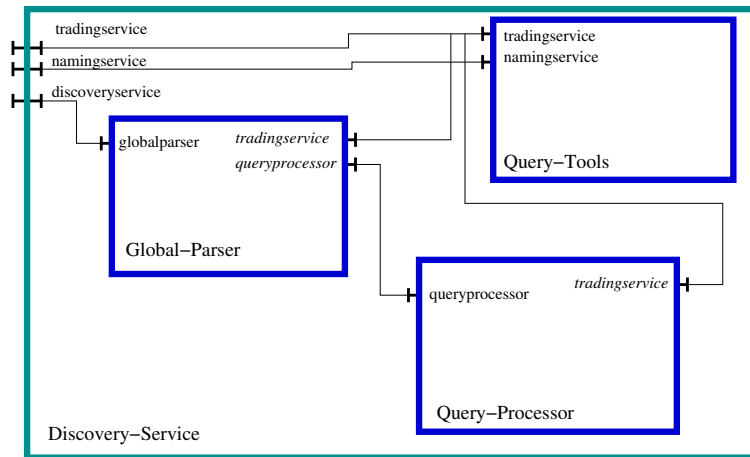 tradingservice
namingservice
discoveryservice
tradingservice
namingservice
Query−Tools
globalparser
tradingservice
queryprocessor
Global−Parser
queryprocessor
tradingservice
Query−Processor
Discovery−Service